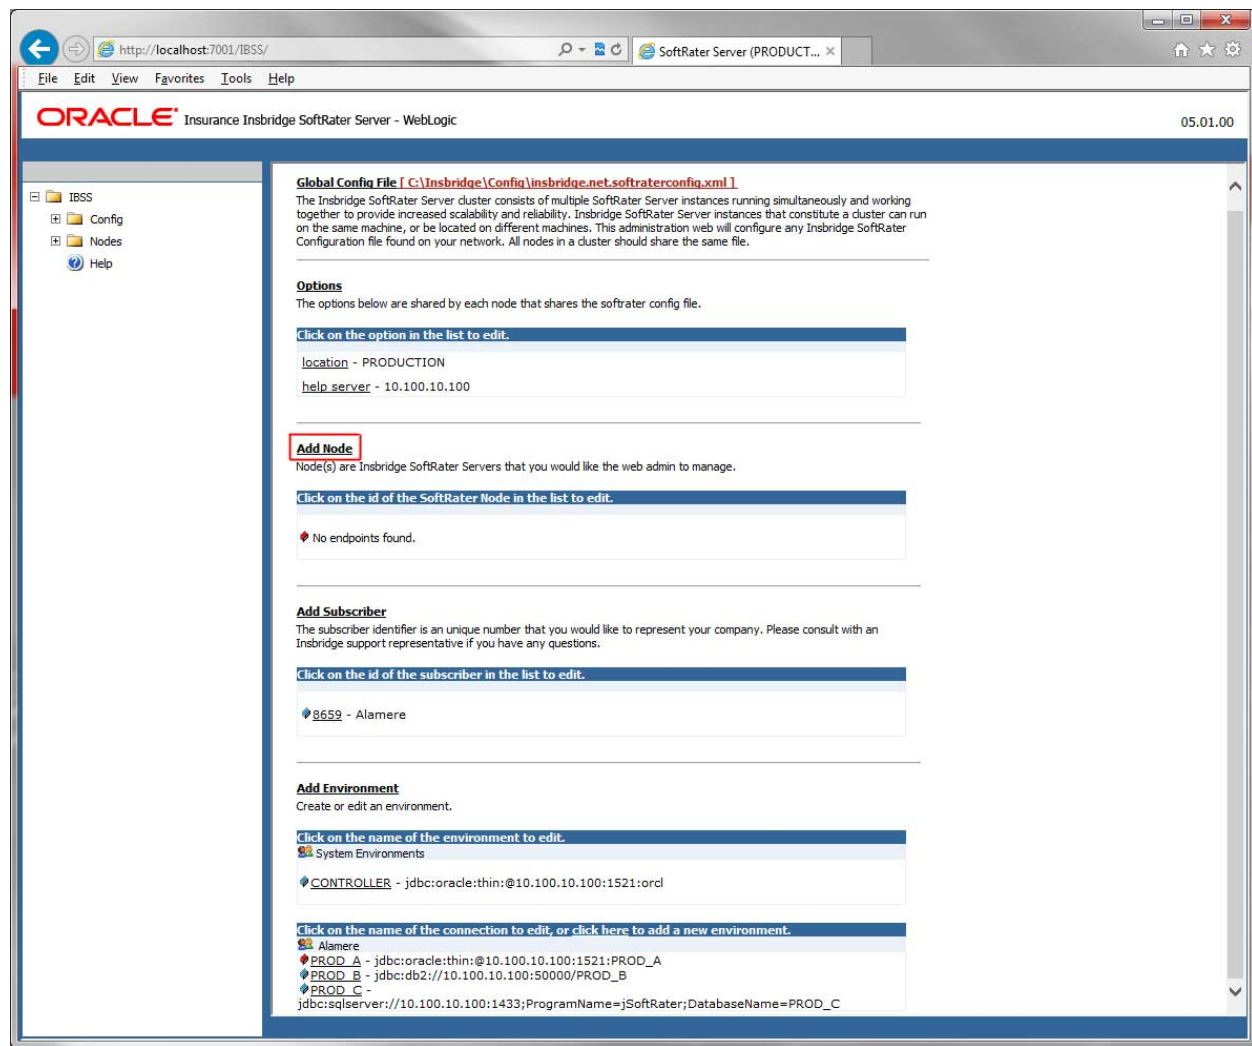 http://localhost:7001/IBSS/
SoftRater Server (PRODUCT...
File Edit View Favorites Tools Help
ORACLE Insurance Insbridge SoftRater Server - WebLogic
05.01.00
IBSS
Config
Nodes
Help
Global Config File [ C:\Insbridge\Config\insbridge.net.softraterconfig.xml ]
The Insbridge SoftRater Server cluster consists of multiple SoftRater Server instances running simultaneously and working
together to provide increased scalability and reliability. Insbridge SoftRater Server instances that constitute a cluster can run
on the same machine, or be located on different machines. This administration web will configure any Insbridge SoftRater
Configuration file found on your network. All nodes in a cluster should share the same file.
Options
The options below are shared by each node that shares the softrater config file.
Click on the option in the list to edit.
location - PRODUCTION
help server - 10.100.10.100
Add Node
Node(s) are Insbridge SoftRater Servers that you would like the web admin to manage.
Click on the id of the SoftRater Node in the list to edit.
No endpoints found.
Add Subscriber
The subscriber identifier is an unique number that you would like to represent your company. Please consult with an
Insbridge support representative if you have any questions.
Click on the id of the subscriber in the list to edit.
8659 - Alamere
Add Environment
Create or edit an environment.
Click on the name of the environment to edit.
System Environments
CONTROLLER - jdbc:oracle:thin:@10.100.10.100:1521:orcl
Click on the name of the connection to edit, or click here to add a new environment.
Alamere
PROD_A - jdbc:oracle:thin:@10.100.10.100:1521:PROD_A
PROD_B - jdbc:db2://10.100.10.100:50000/PROD_B
PROD_C -
jdbc:sqlserver://10.100.10.100:1433;ProgramName=jSoftRater;DatabaseName=PROD_C